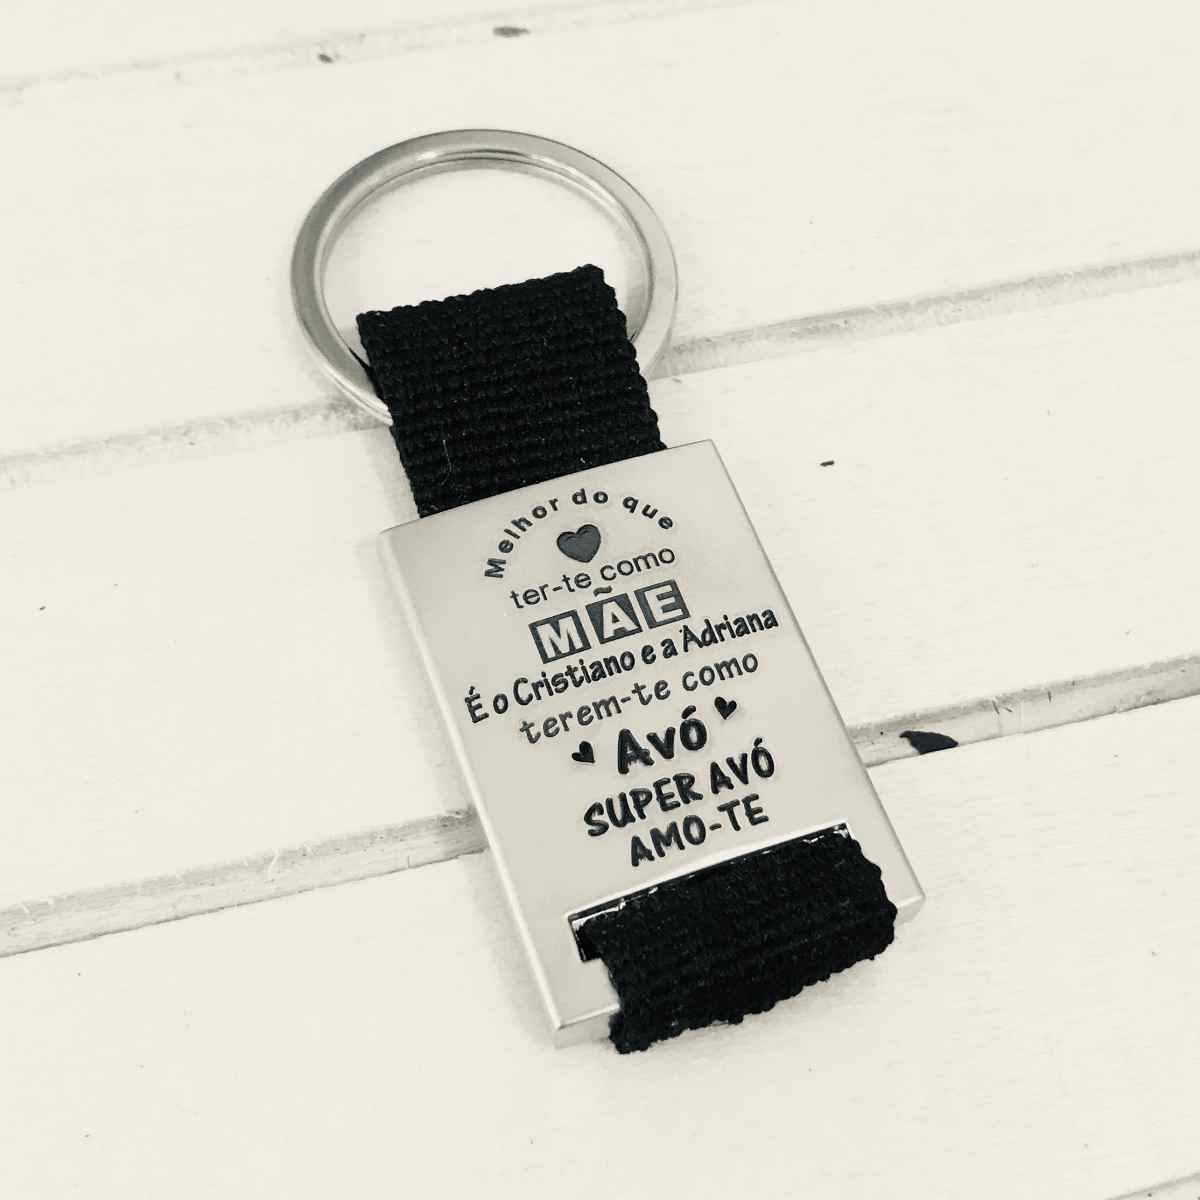 Melhor do que
ter-te como
MÃE
É o Cristiano e a Adriana
terem-te como
Avó
SUPER AVÓ
AMO-TE